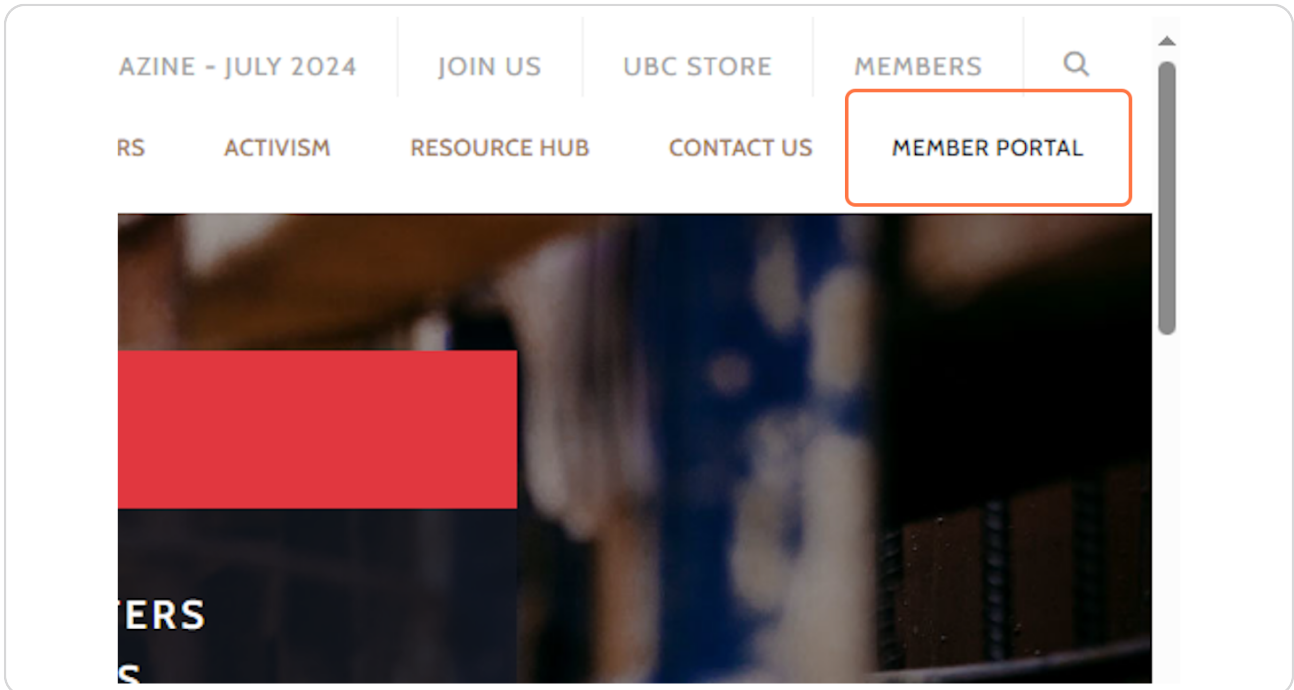 AZINE - JULY 2024 JOIN US UBC STORE MEMBERS
RS ACTIVISM RESOURCE HUB CONTACT US MEMBER PORTAL
TERS
S